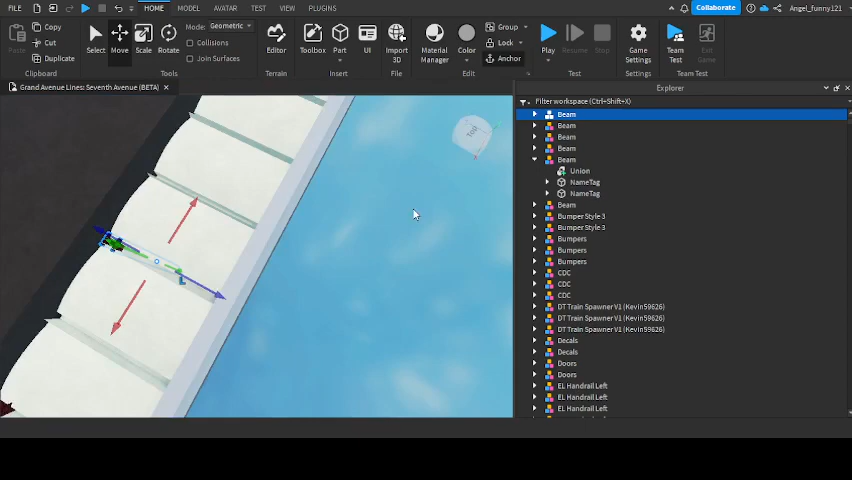 FILE HOME MODEL AVATAR TEST VIEW PLUGINS Collaborate Angel_funny121
Paste Copy Cut Duplicate Select Move Scale Rotate Mode: Geometric Collisions Join Surfaces Editor Toolbox Part UI Import 3D Material Manager Color Group Lock Anchor Play Resume Stop Game Settings Team Test Exit Game
Clipboard Tools Terrain Insert File Edit Test Settings Team Test
Grand Avenue Lines: Seventh Avenue (BETA) × Explorer
Filter workspace (Ctrl+Shift+X)
Top
Beam
Beam
Beam
Beam
Beam
Union
NameTag
NameTag
Beam
Bumper Style 3
Bumper Style 3
Bumpers
Bumpers
Bumpers
CDC
CDC
CDC
DT Train Spawner V1 (Kevin59626)
DT Train Spawner V1 (Kevin59626)
DT Train Spawner V1 (Kevin59626)
Decals
Decals
Doors
Doors
EL Handrail Left
EL Handrail Left
EL Handrail Left